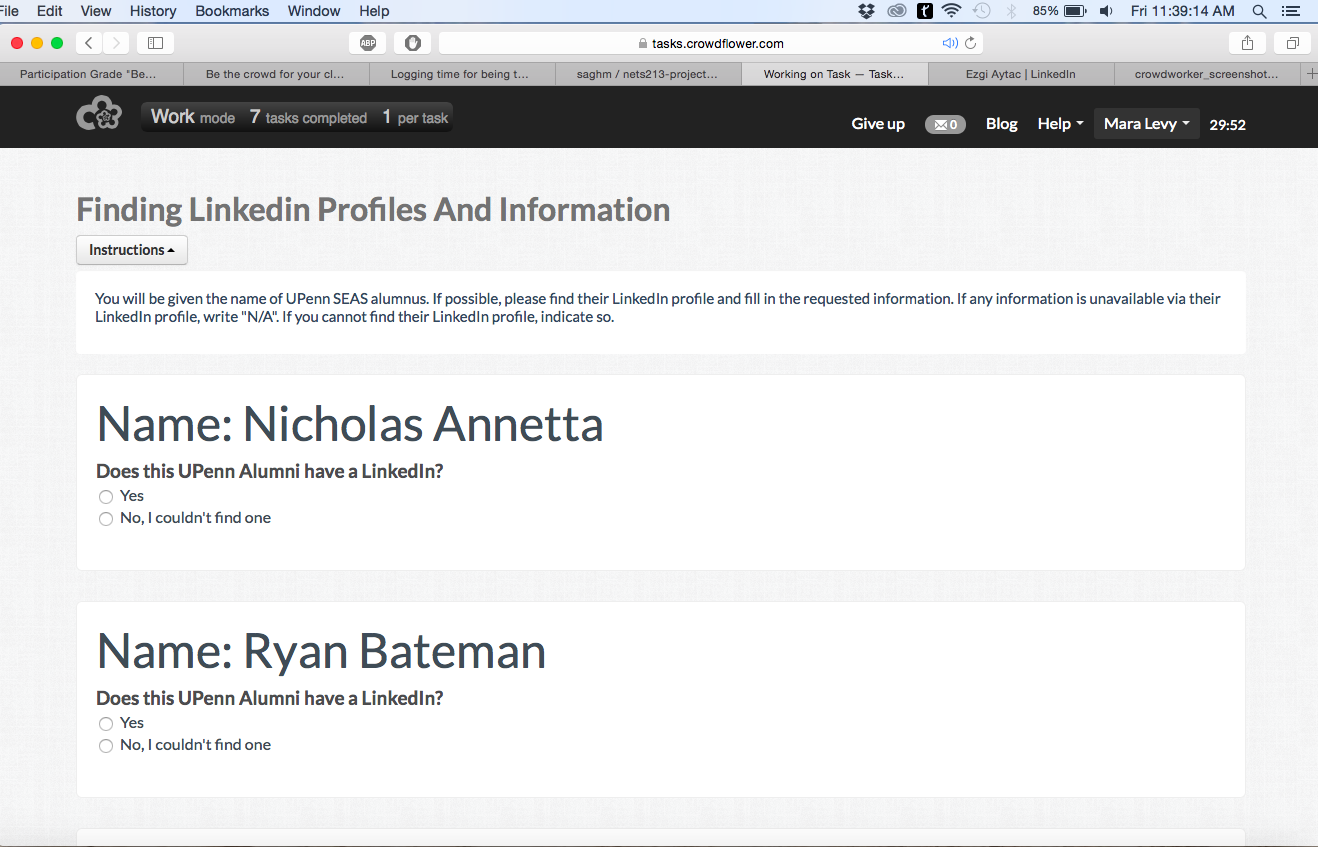 File Edit View History Bookmarks Window Help 85% Fri 11:39:14 AM
ABP tasks.crowdflower.com
Participation Grade "Be... Be the crowd for your cl... Logging time for being t... saghm / nets213-project... Working on Task — Task... Ezgi Aytac | LinkedIn crowdworker_screenshot...
Work mode 7 tasks completed 1 per task Give up 0 Blog Help Mara Levy 29:52
Finding Linkedin Profiles And Information
Instructions
You will be given the name of UPenn SEAS alumnus. If possible, please find their LinkedIn profile and fill in the requested information. If any information is unavailable via their
LinkedIn profile, write "N/A". If you cannot find their LinkedIn profile, indicate so.
Name: Nicholas Annetta
Does this UPenn Alumni have a LinkedIn?
Yes
No, I couldn't find one
Name: Ryan Bateman
Does this UPenn Alumni have a LinkedIn?
Yes
No, I couldn't find one